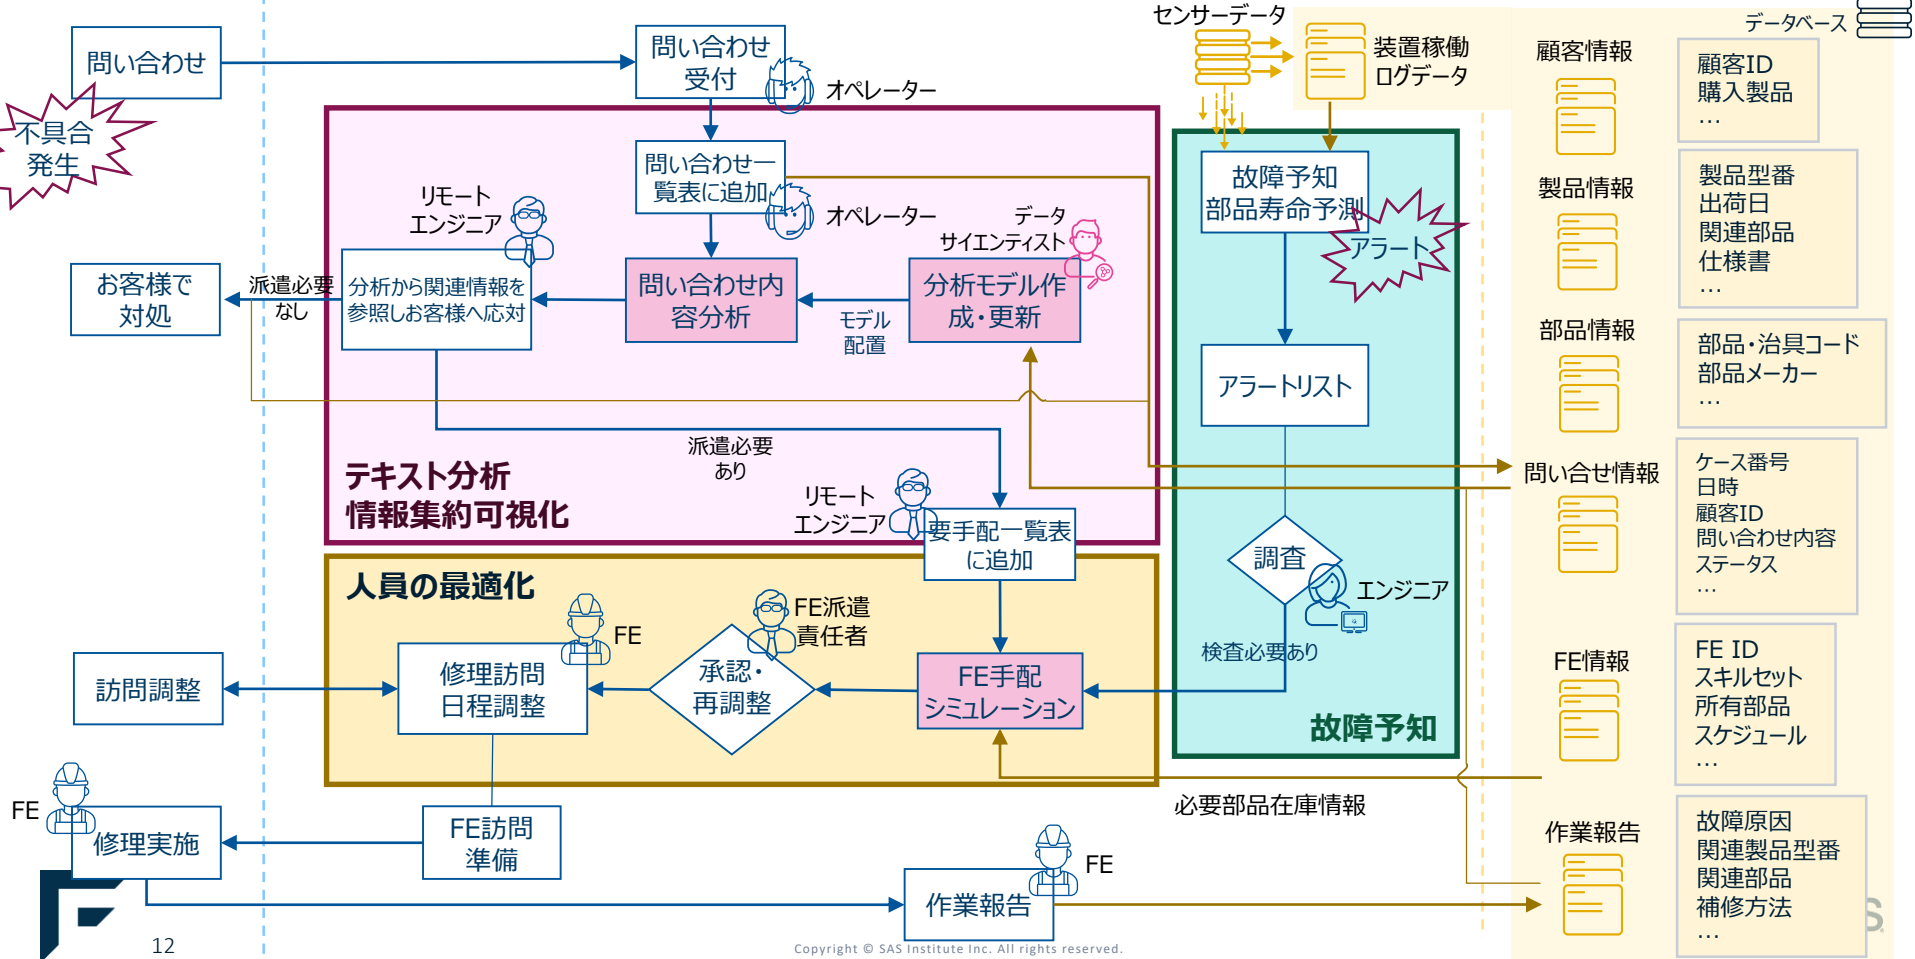 センサーデータ
データベース
問い合わせ
問い合わせ
受付
オペレーター
装置稼働
ログデータ
顧客情報
顧客ID
購入製品
…
不具合
発生
問い合わせ一
覧表に追加
オペレーター
リモート
エンジニア
データ
サイエンティスト
故障予知
部品寿命予測
アラート
製品情報
製品型番
出荷日
関連部品
仕様書
…
お客様で
対処
派遣必要
なし
分析から関連情報を
参照しお客様へ応対
問い合わせ内
容分析
モデル
配置
分析モデル作
成・更新
アラートリスト
部品情報
部品・治具コード
部品メーカー
…
派遣必要
あり
テキスト分析
情報集約可視化
リモート
エンジニア
要手配一覧表
に追加
調査
エンジニア
検査必要あり
故障予知
問い合せ情報
ケース番号
日時
顧客ID
問い合わせ内容
ステータス
…
人員の最適化
FE
FE派遣
責任者
訪問調整
修理訪問
日程調整
承認・
再調整
FE手配
シミュレーション
FE情報
FE ID
スキルセット
所有部品
スケジュール
…
必要部品在庫情報
FE
修理実施
FE訪問
準備
FE
作業報告
作業報告
故障原因
関連製品型番
関連部品
補修方法
…
12
Copyright © SAS Institute Inc. All rights reserved.